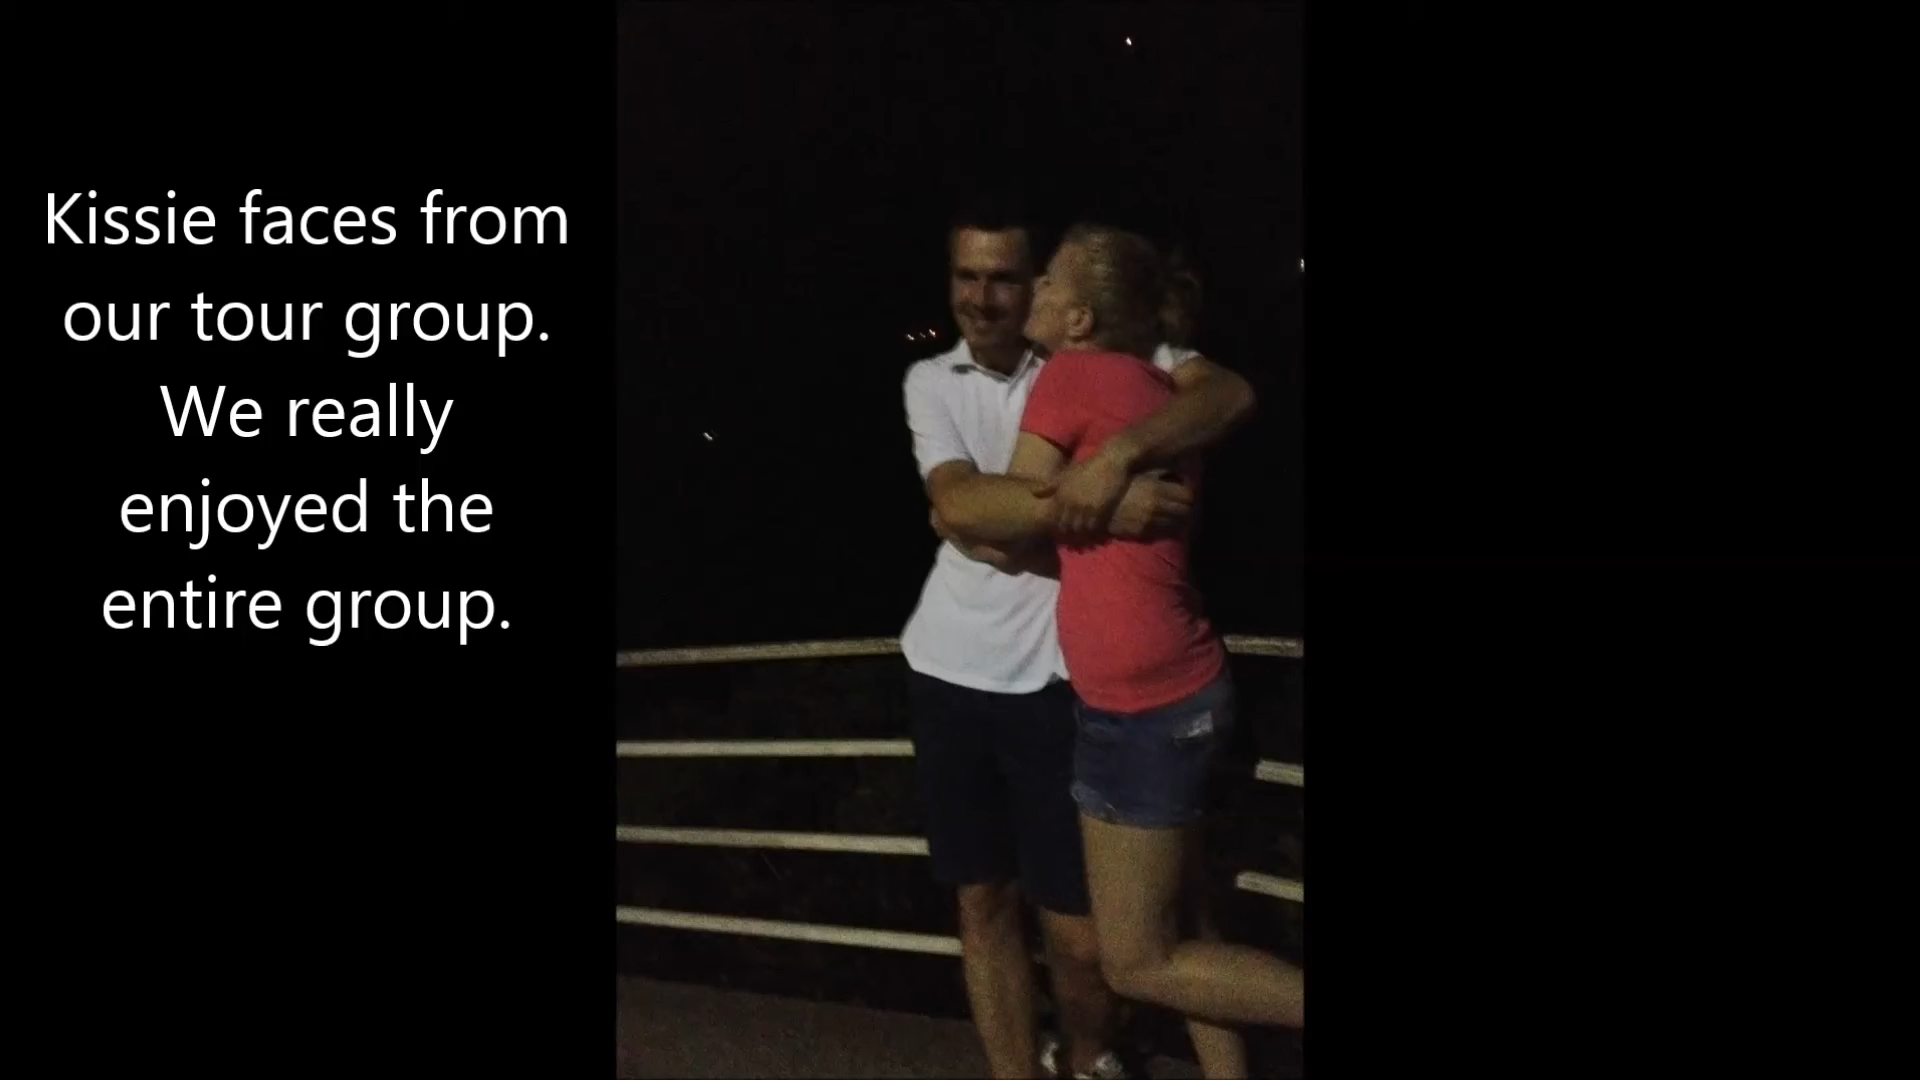 Kissie faces from
our tour group.
We really
enjoyed the
entire group.